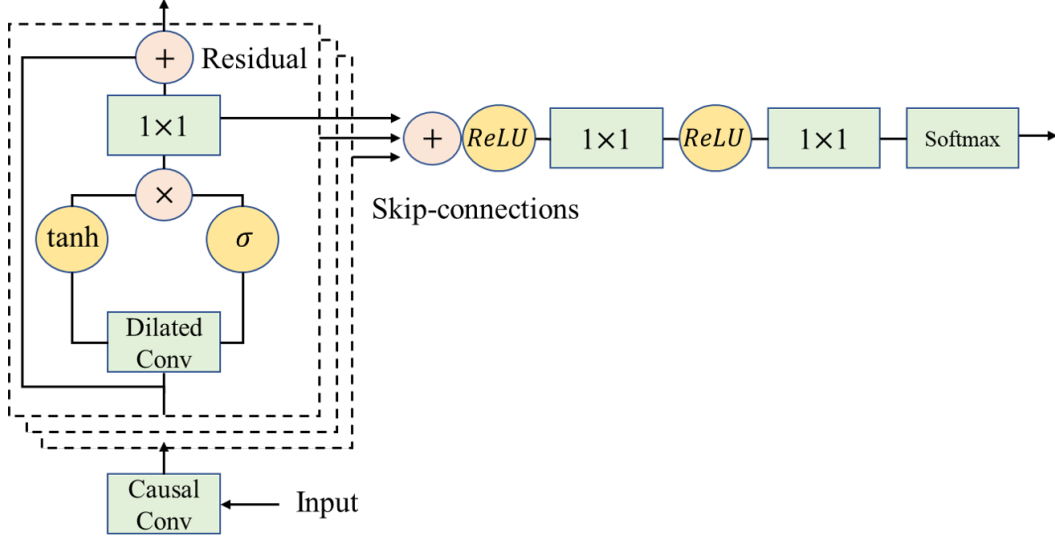 +
Residual
1×1
+
ReLU
1×1
ReLU
1×1
Softmax
×
Skip-connections
tanh
σ
Dilated
Conv
Causal
Conv
Input